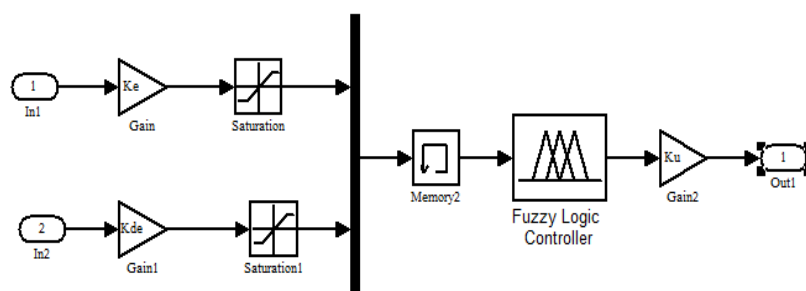 1
In1
Ke
Gain
Saturation
2
In2
Kde
Gain1
Saturation1
Memory2
Fuzzy Logic
Controller
Ku
Gain2
1
Out1